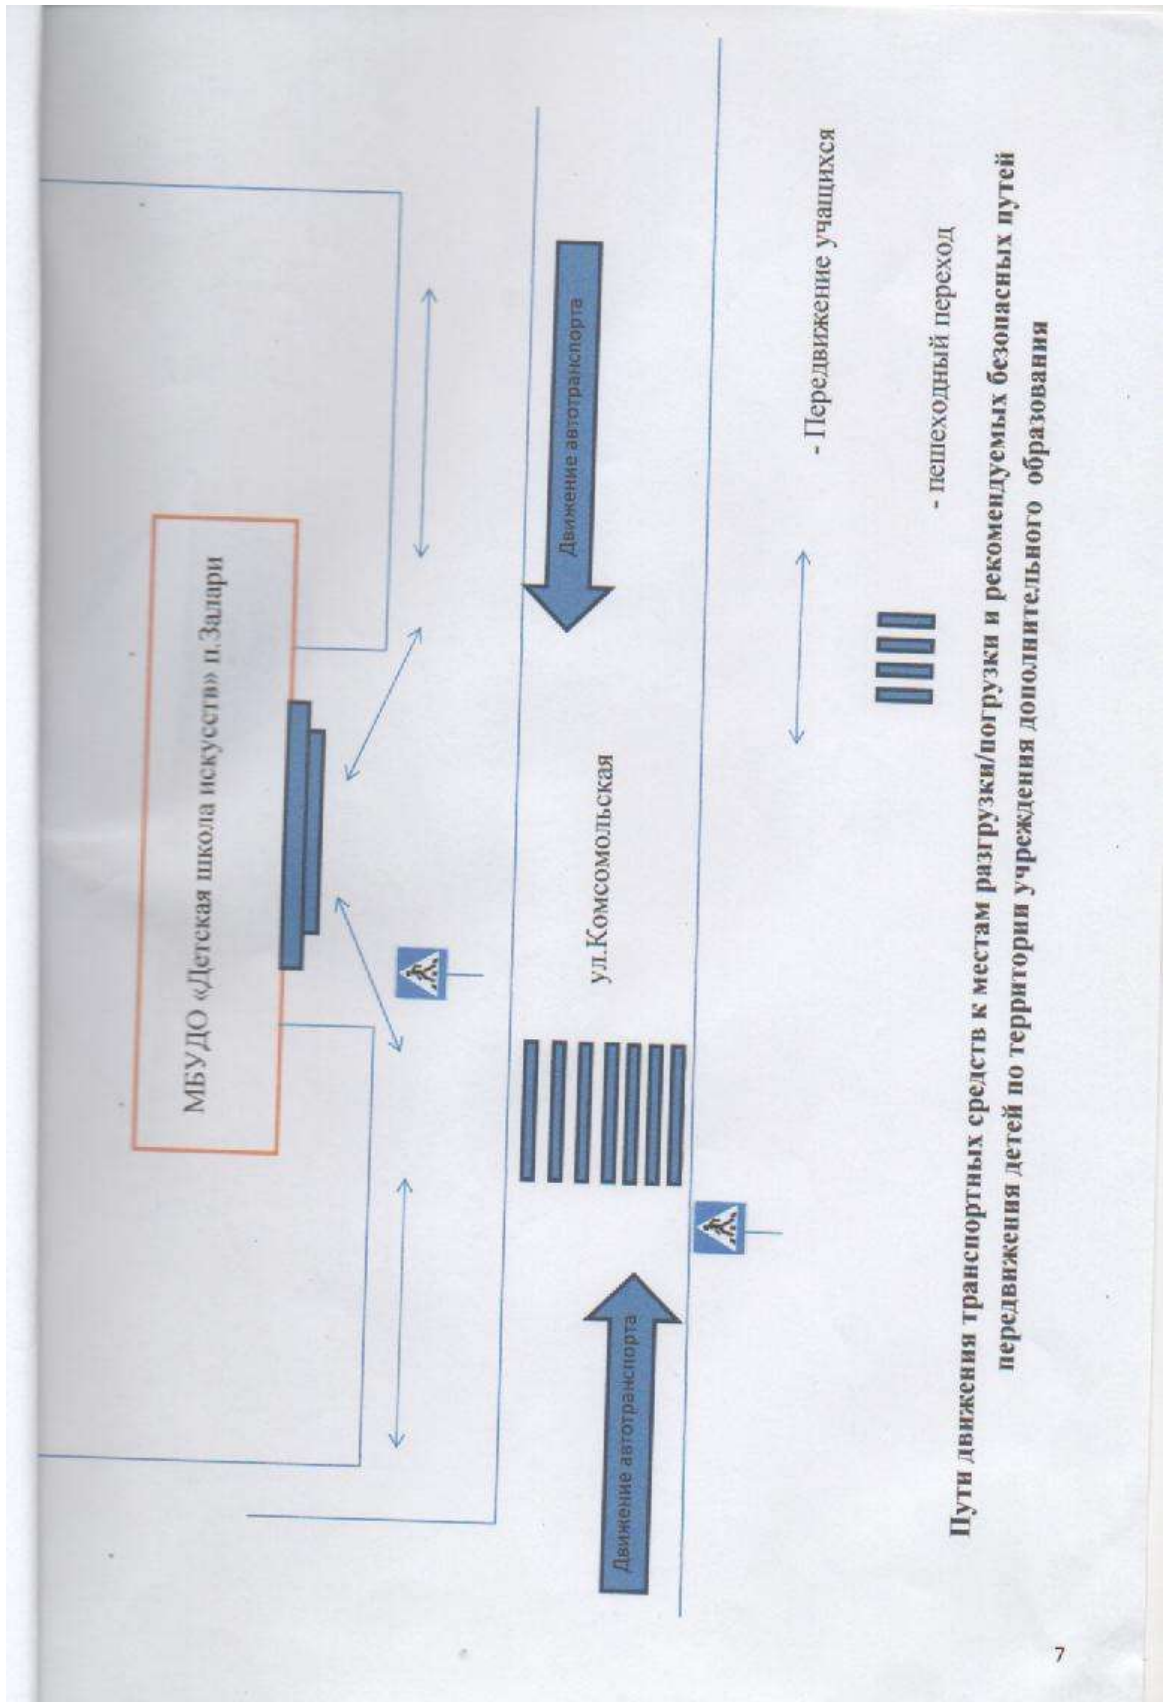 МБУДО «Детская школа искусств» п.Залари
Движение автотранспорта
ул.Комсомольская
Движение автотранспорта
- Передвижение учащихся
- пешеходный переход
Пути движения транспортных средств к местам разгрузки/погрузки и рекомендуемых безопасных путей
передвижения детей по территории учреждения дополнительного образования
7